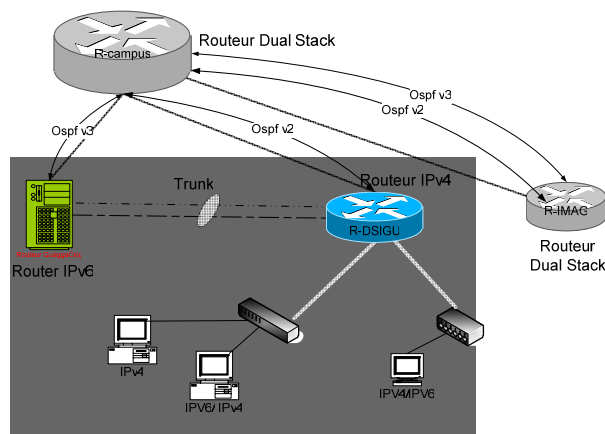 Routeur Dual Stack
R-campus
Ospf v3
Ospf v2
Ospf v3
Ospf v2
Routeur IPv4
Trunk
R-DSIGU
R-IMAG
Routeur
Dual Stack
Router IPv6
IPv4
IPV6/ IPv4
IPV4/IPV6